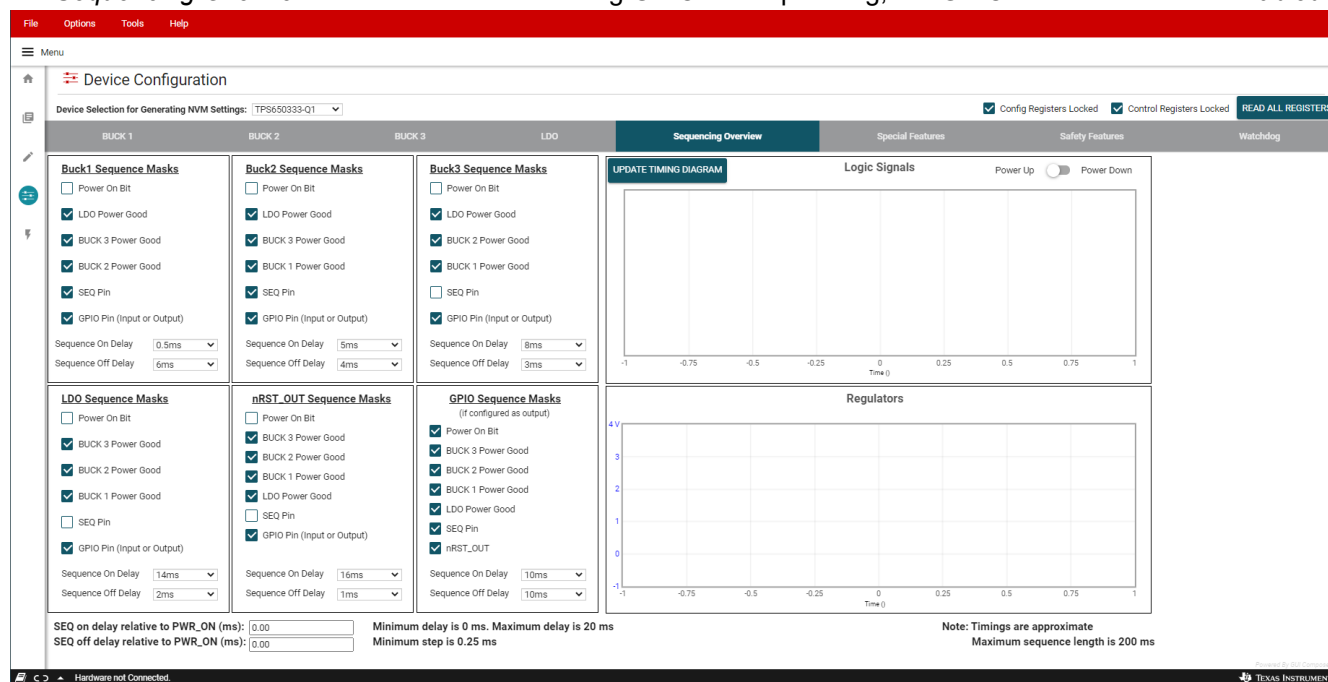 File Options Tools Help
Menu
Device Configuration
Device Selection for Generating NVM Settings: TPS650333-Q1
Config Registers Locked Control Registers Locked READ ALL REGISTERS
BUCK 1 BUCK 2 BUCK 3 LDO Sequencing Overview Special Features Safety Features Watchdog
Buck1 Sequence Masks
Power On Bit
LDO Power Good
BUCK 3 Power Good
BUCK 2 Power Good
SEQ Pin
GPIO Pin (Input or Output)
Sequence On Delay 0.5ms
Sequence Off Delay 6ms
Buck2 Sequence Masks
Power On Bit
LDO Power Good
BUCK 3 Power Good
BUCK 1 Power Good
SEQ Pin
GPIO Pin (Input or Output)
Sequence On Delay 5ms
Sequence Off Delay 4ms
Buck3 Sequence Masks
Power On Bit
LDO Power Good
BUCK 2 Power Good
BUCK 1 Power Good
SEQ Pin
GPIO Pin (Input or Output)
Sequence On Delay 8ms
Sequence Off Delay 3ms
UPDATE TIMING DIAGRAM Logic Signals Power Up Power Down
-1 -0.75 -0.5 -0.25 0 0.25 0.5 0.75 1
Time ()
LDO Sequence Masks
Power On Bit
BUCK 3 Power Good
BUCK 2 Power Good
BUCK 1 Power Good
SEQ Pin
GPIO Pin (Input or Output)
Sequence On Delay 14ms
Sequence Off Delay 2ms
nRST_OUT Sequence Masks
Power On Bit
BUCK 3 Power Good
BUCK 2 Power Good
BUCK 1 Power Good
LDO Power Good
SEQ Pin
GPIO Pin (Input or Output)
Sequence On Delay 16ms
Sequence Off Delay 1ms
GPIO Sequence Masks
(if configured as output)
Power On Bit
BUCK 3 Power Good
BUCK 2 Power Good
BUCK 1 Power Good
LDO Power Good
SEQ Pin
nRST_OUT
Sequence On Delay 10ms
Sequence Off Delay 10ms
Regulators
4 V
3
2
1
0
-1
-1 -0.75 -0.5 -0.25 0 0.25 0.5 0.75 1
Time ()
SEQ on delay relative to PWR_ON (ms): 0.00 Minimum delay is 0 ms. Maximum delay is 20 ms Note: Timings are approximate
SEQ off delay relative to PWR_ON (ms): 0.00 Minimum step is 0.25 ms Maximum sequence length is 200 ms
Powered By GUI Composer
Hardware not Connected. TEXAS INSTRUMENTS